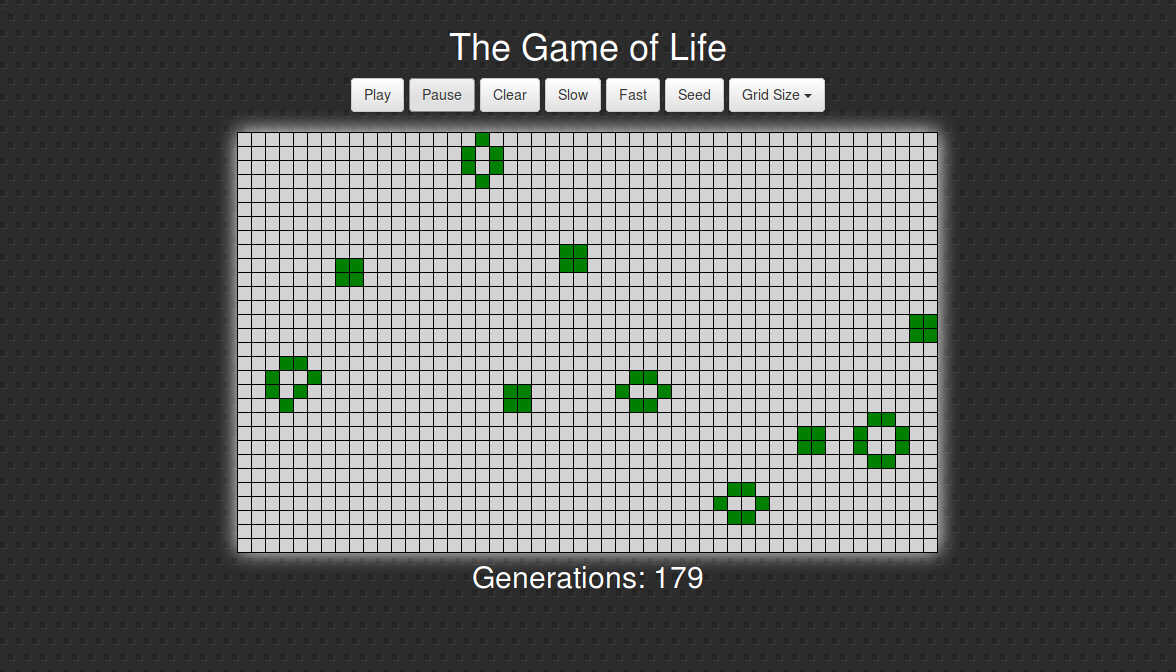 The Game of Life
Play Pause Clear Slow Fast Seed Grid Size
Generations: 179